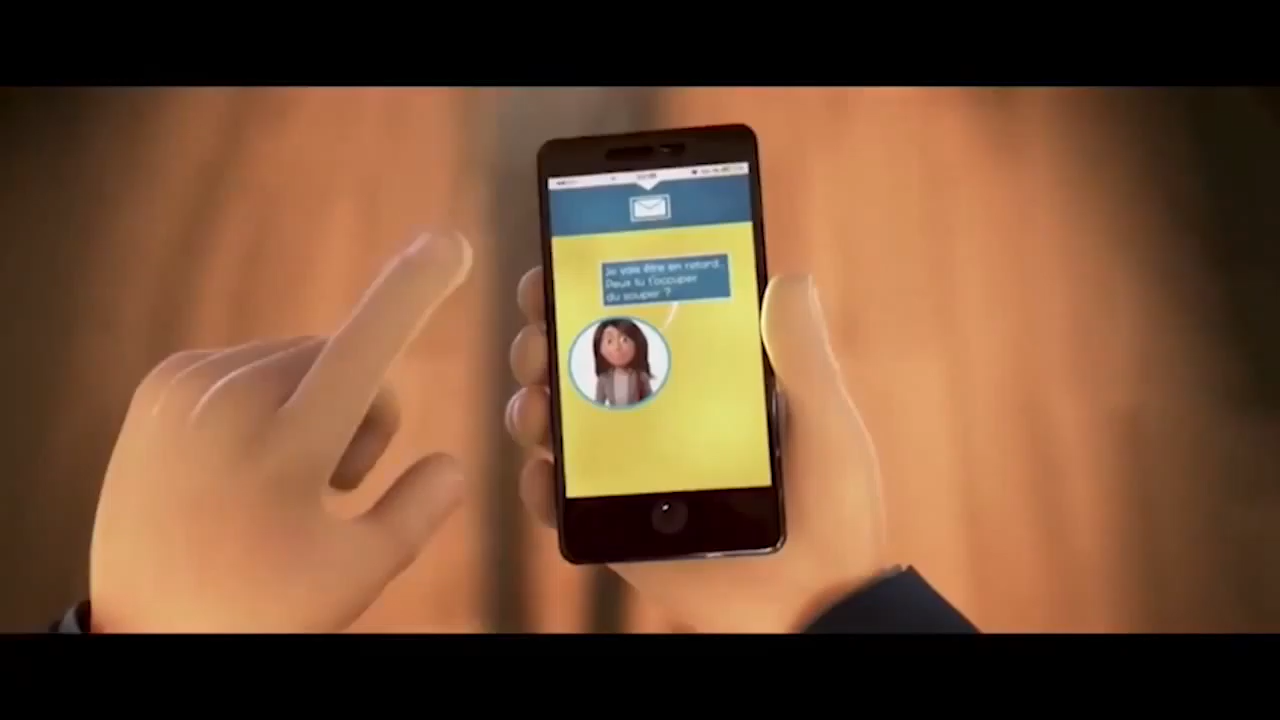 Je vais être en retard..
Peux tu t'occuper
du souper ?